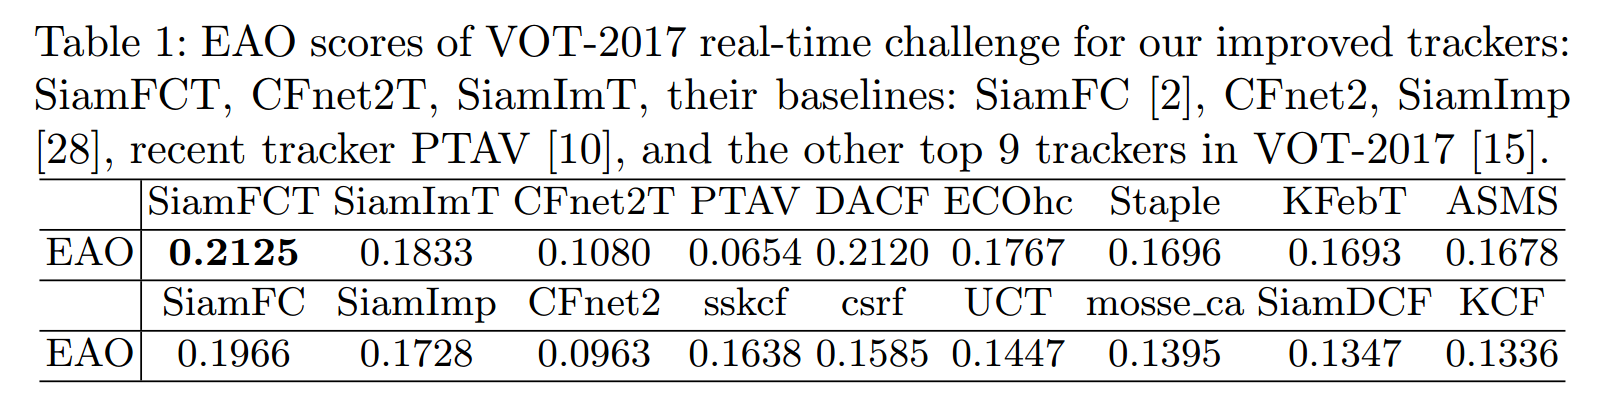 Table 1: EAO scores of VOT-2017 real-time challenge for our improved trackers:
SiamFCT, CFnet2T, SiamImT, their baselines: SiamFC [2], CFnet2, SiamImp
[28], recent tracker PTAV [10], and the other top 9 trackers in VOT-2017 [15].
SiamFCT SiamImT CFnet2T PTAV DACF ECOhc Staple KFebT ASMS
EAO 0.2125 0.1833 0.1080 0.0654 0.2120 0.1767 0.1696 0.1693 0.1678
SiamFC SiamImp CFnet2 sskcf csrf UCT mosse_ca SiamDCF KCF
EAO 0.1966 0.1728 0.0963 0.1638 0.1585 0.1447 0.1395 0.1347 0.1336